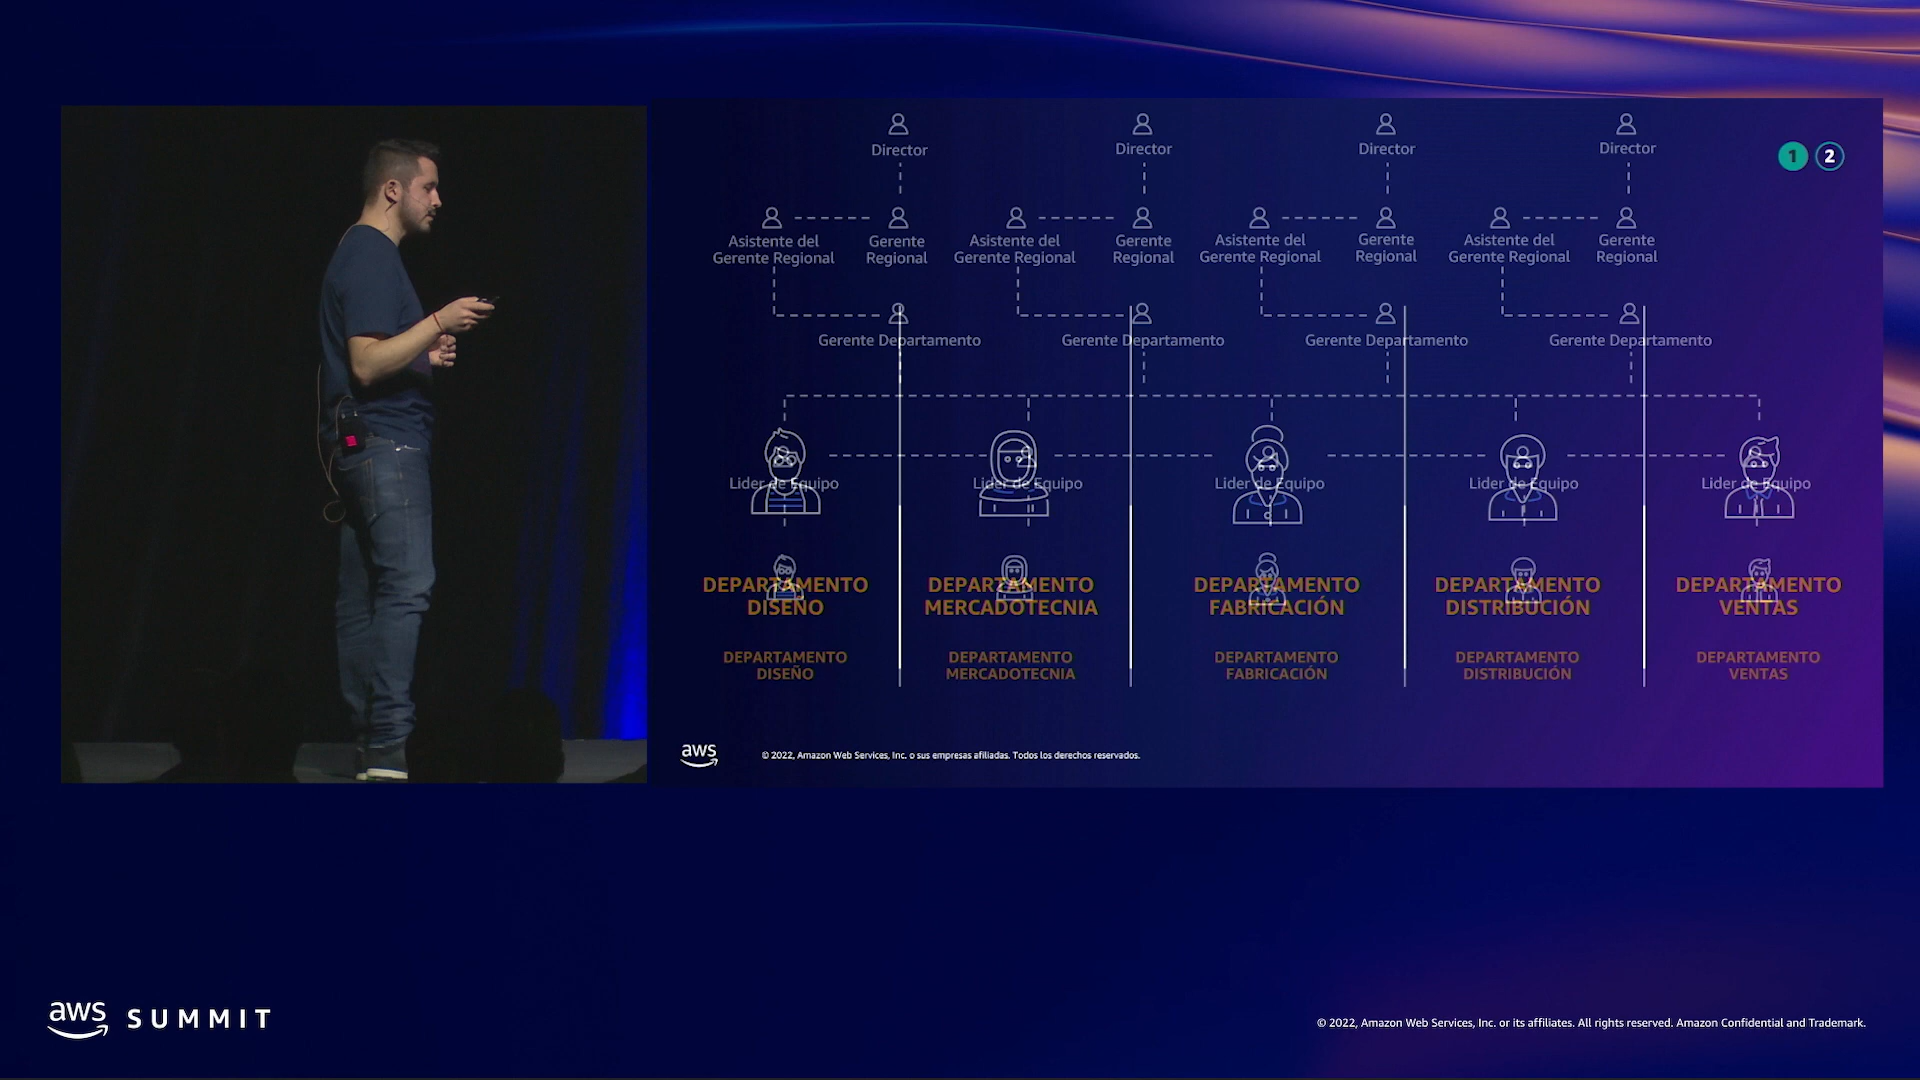 Director
Director
Director
Director
1 2
Asistente del
Gerente Regional
Gerente
Regional
Asistente del
Gerente Regional
Gerente
Regional
Asistente del
Gerente Regional
Gerente
Regional
Asistente del
Gerente Regional
Gerente
Regional
Gerente Departamento
Gerente Departamento
Gerente Departamento
Gerente Departamento
Lider de Equipo
Lider de Equipo
Lider de Equipo
Lider de Equipo
Lider de Equipo
DEPARTAMENTO
DISEÑO
DEPARTAMENTO
MERCADOTECNIA
DEPARTAMENTO
FABRICACIÓN
DEPARTAMENTO
DISTRIBUCIÓN
DEPARTAMENTO
VENTAS
DEPARTAMENTO
DISEÑO
DEPARTAMENTO
MERCADOTECNIA
DEPARTAMENTO
FABRICACIÓN
DEPARTAMENTO
DISTRIBUCIÓN
DEPARTAMENTO
VENTAS
aws
© 2022, Amazon Web Services, Inc. o sus empresas afiliadas. Todos los derechos reservados.
aws SUMMIT
© 2022, Amazon Web Services, Inc. or its affiliates. All rights reserved. Amazon Confidential and Trademark.